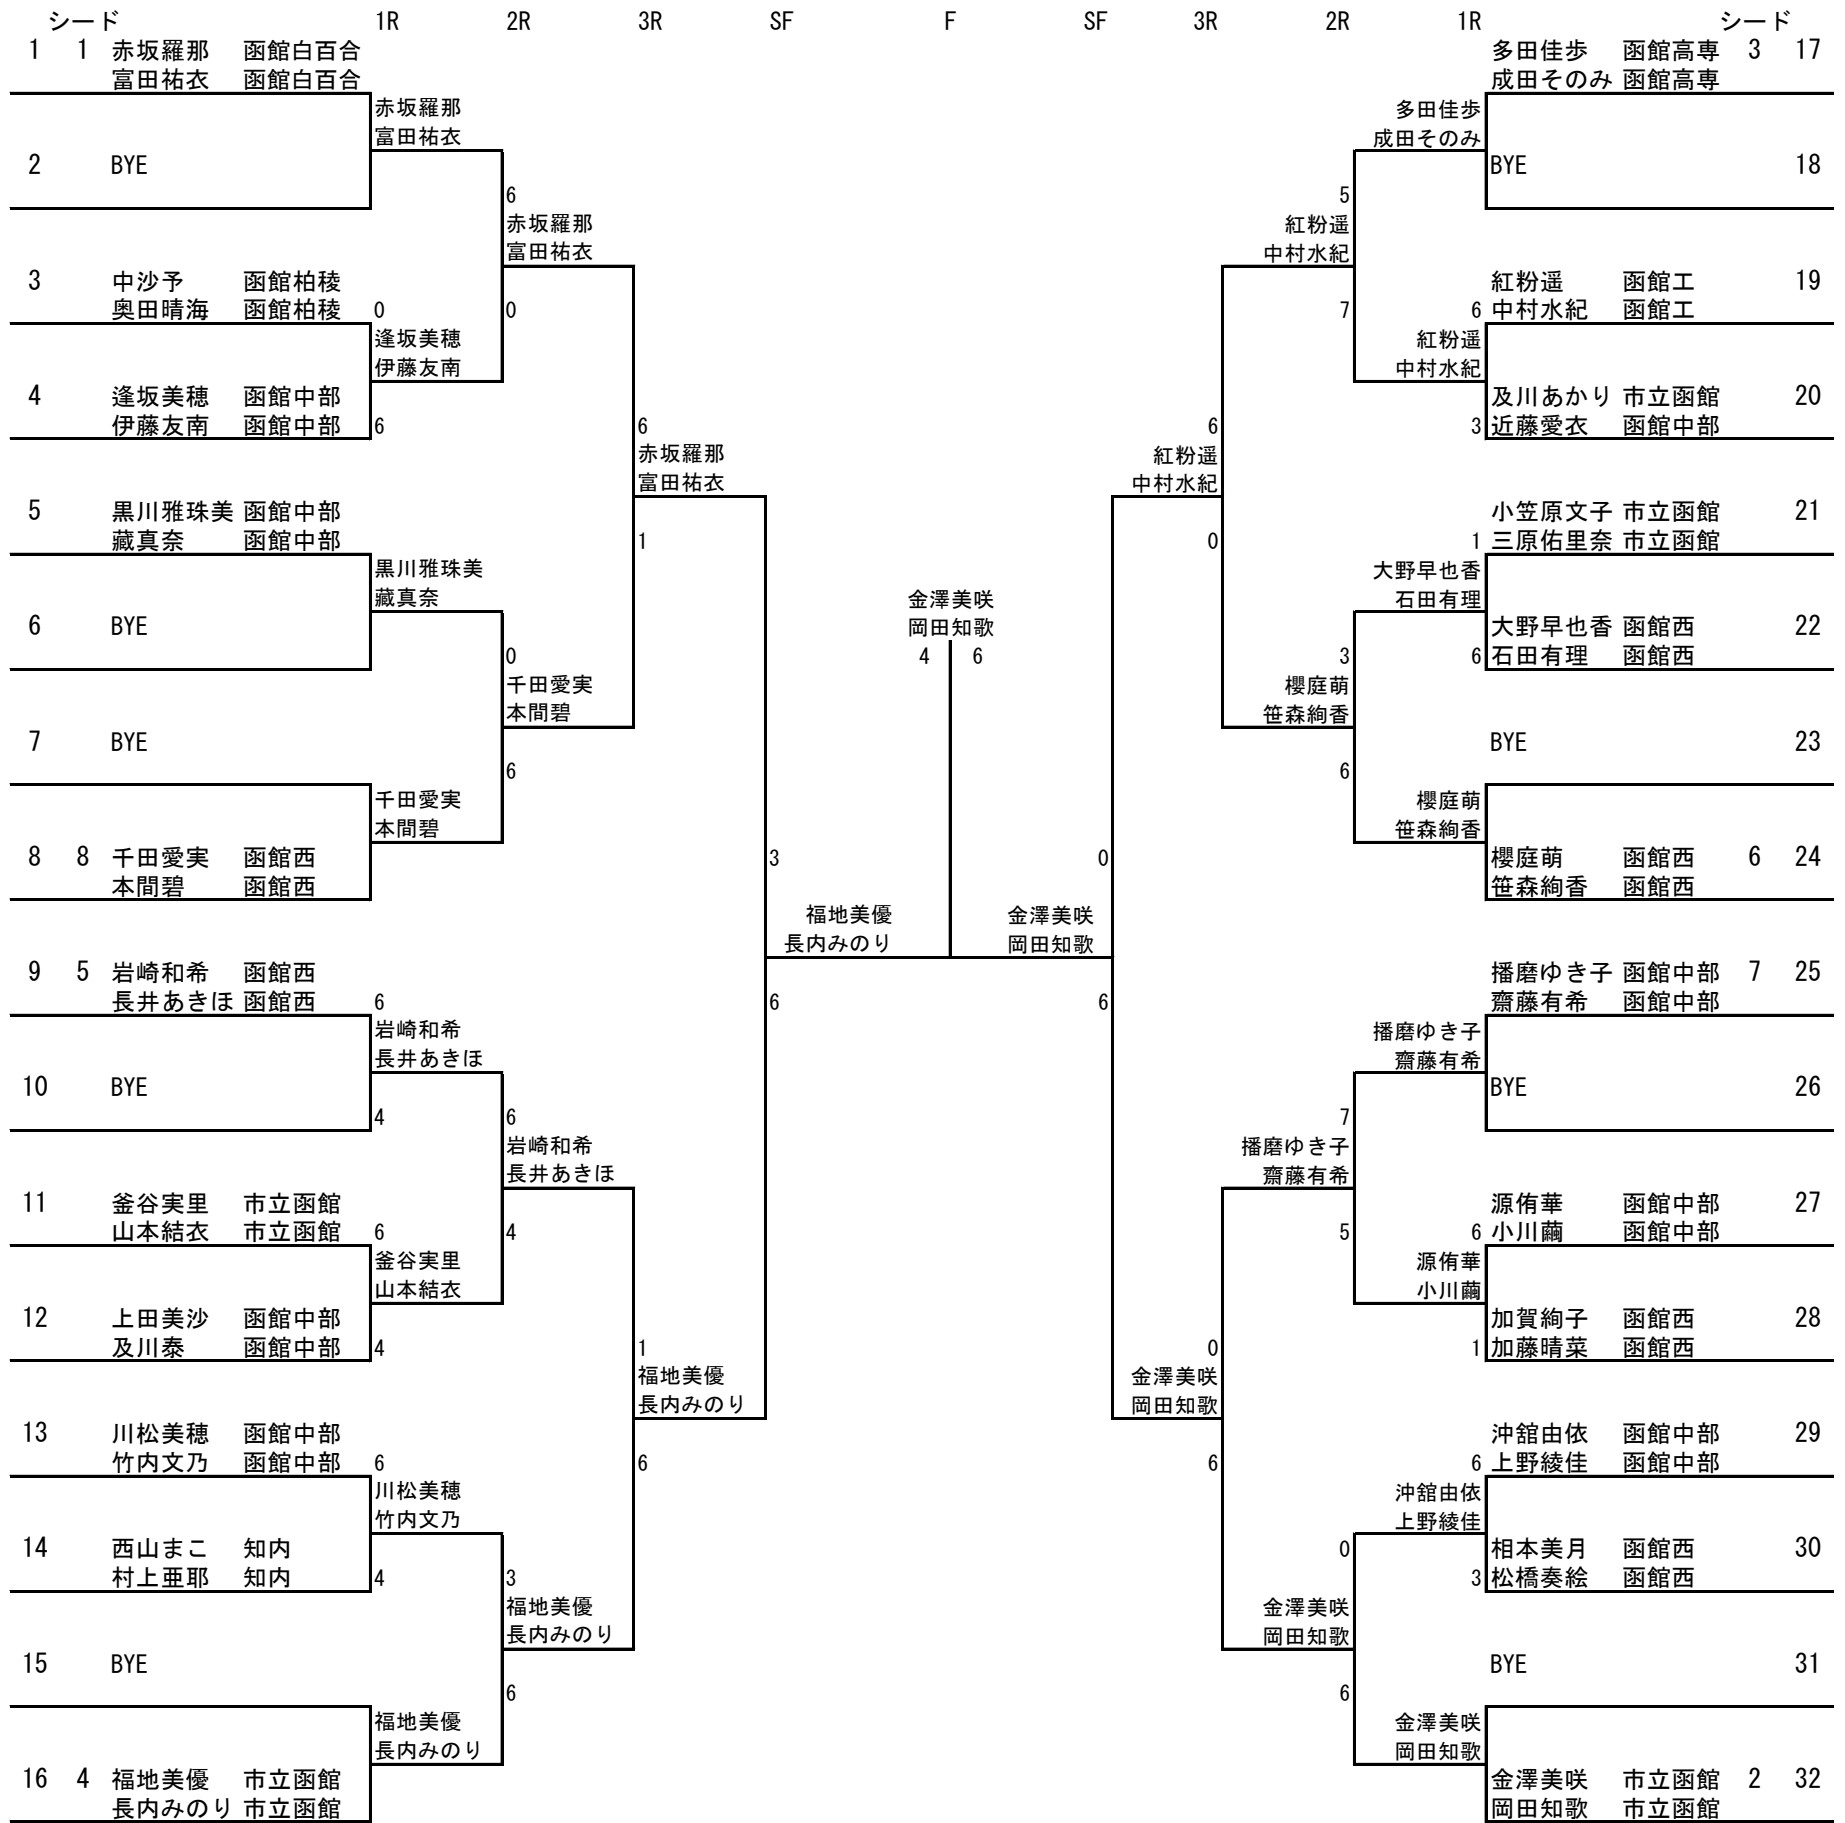 シード 1R 2R 3R SF F SF 3R 2R 1R シード
1 1 赤坂羅那 函館白百合 多田佳歩 函館高専 3 17
富田祐衣 函館白百合 成田そのみ 函館高専
赤坂羅那 多田佳歩
富田祐衣 成田そのみ
2 BYE BYE 18
6 5
赤坂羅那 紅粉遥
富田祐衣 中村水紀
3 中沙予 函館柏稜 紅粉遥 函館工 19
奥田晴海 函館柏稜 0 0 7 6 中村水紀 函館工
逢坂美穂 紅粉遥
伊藤友南 中村水紀
4 逢坂美穂 函館中部 及川あかり 市立函館 20
伊藤友南 函館中部 6 6 6 3 近藤愛衣 函館中部
赤坂羅那 紅粉遥
富田祐衣 中村水紀
5 黒川雅珠美 函館中部 小笠原文子 市立函館 21
藏真奈 函館中部 1 0 1 三原佑里奈 市立函館
黒川雅珠美 大野早也香
藏真奈 金澤美咲 石田有理
6 BYE 岡田知歌 大野早也香 函館西 22
0 4 6 3 6 石田有理 函館西
千田愛実 櫻庭萌
本間碧 笹森絢香
7 BYE BYE 23
6 6
千田愛実 櫻庭萌
本間碧 笹森絢香
8 8 千田愛実 函館西 3 0 櫻庭萌 函館西 6 24
本間碧 函館西 笹森絢香 函館西
福地美優 金澤美咲
長内みのり 岡田知歌
9 5 岩崎和希 函館西 播磨ゆき子 函館中部 7 25
長井あきほ 函館西 6 6 6 齋藤有希 函館中部
岩崎和希 播磨ゆき子
長井あきほ 齋藤有希
10 BYE BYE 26
4 6 7
岩崎和希 播磨ゆき子
長井あきほ 齋藤有希
11 釜谷実里 市立函館 源侑華 函館中部 27
山本結衣 市立函館 6 4 5 6 小川繭 函館中部
釜谷実里 源侑華
山本結衣 小川繭
12 上田美沙 函館中部 加賀絢子 函館西 28
及川泰 函館中部 4 1 0 1 加藤晴菜 函館西
福地美優 金澤美咲
長内みのり 岡田知歌
13 川松美穂 函館中部 沖舘由依 函館中部 29
竹内文乃 函館中部 6 6 6 6 上野綾佳 函館中部
川松美穂 沖舘由依
竹内文乃 上野綾佳
14 西山まこ 知内 0 相本美月 函館西 30
村上亜耶 知内 4 3 3 松橋奏絵 函館西
福地美優 金澤美咲
長内みのり 岡田知歌
15 BYE BYE 31
6 6
福地美優 金澤美咲
長内みのり 岡田知歌
16 4 福地美優 市立函館 金澤美咲 市立函館 2 32
長内みのり 市立函館 岡田知歌 市立函館